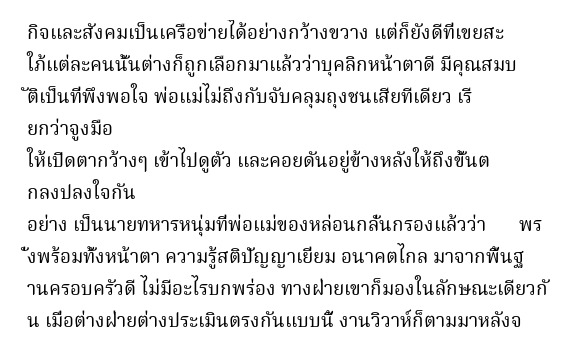 กิจและสังคมเป็นเครือข่ายได้อย่างกว้างขวาง แต่ก็ยังดีที่เขยสะ
ใภ้แต่ละคนนั้นต่างก็ถูกเลือกมาแล้วว่าบุคลิกหน้าตาดี มีคุณสมบ
ัติเป็นที่พึงพอใจ พ่อแม่ไม่ถึงกับจับคลุมถุงชนเสียทีเดียว เรี
ยกว่าจูงมือ
ให้เปิดตากว้างๆ เข้าไปดูตัว และคอยดันอยู่ข้างหลังให้ถึงขั้นต
กลงปลงใจกัน
อย่าง เป็นนายทหารหนุ่มที่พ่อแม่ของหล่อนกลั่นกรองแล้วว่า พร
ั่งพร้อมทั้งหน้าตา ความรู้สติปัญญาเยี่ยม อนาคตไกล มาจากพื้นฐ
านครอบครัวดี ไม่มีอะไรบกพร่อง ทางฝ่ายเขาก็มองในลักษณะเดียวกั
น เมื่อต่างฝ่ายต่างประเมินตรงกันแบบนี้ งานวิวาห์ก็ตามมาหลังจ